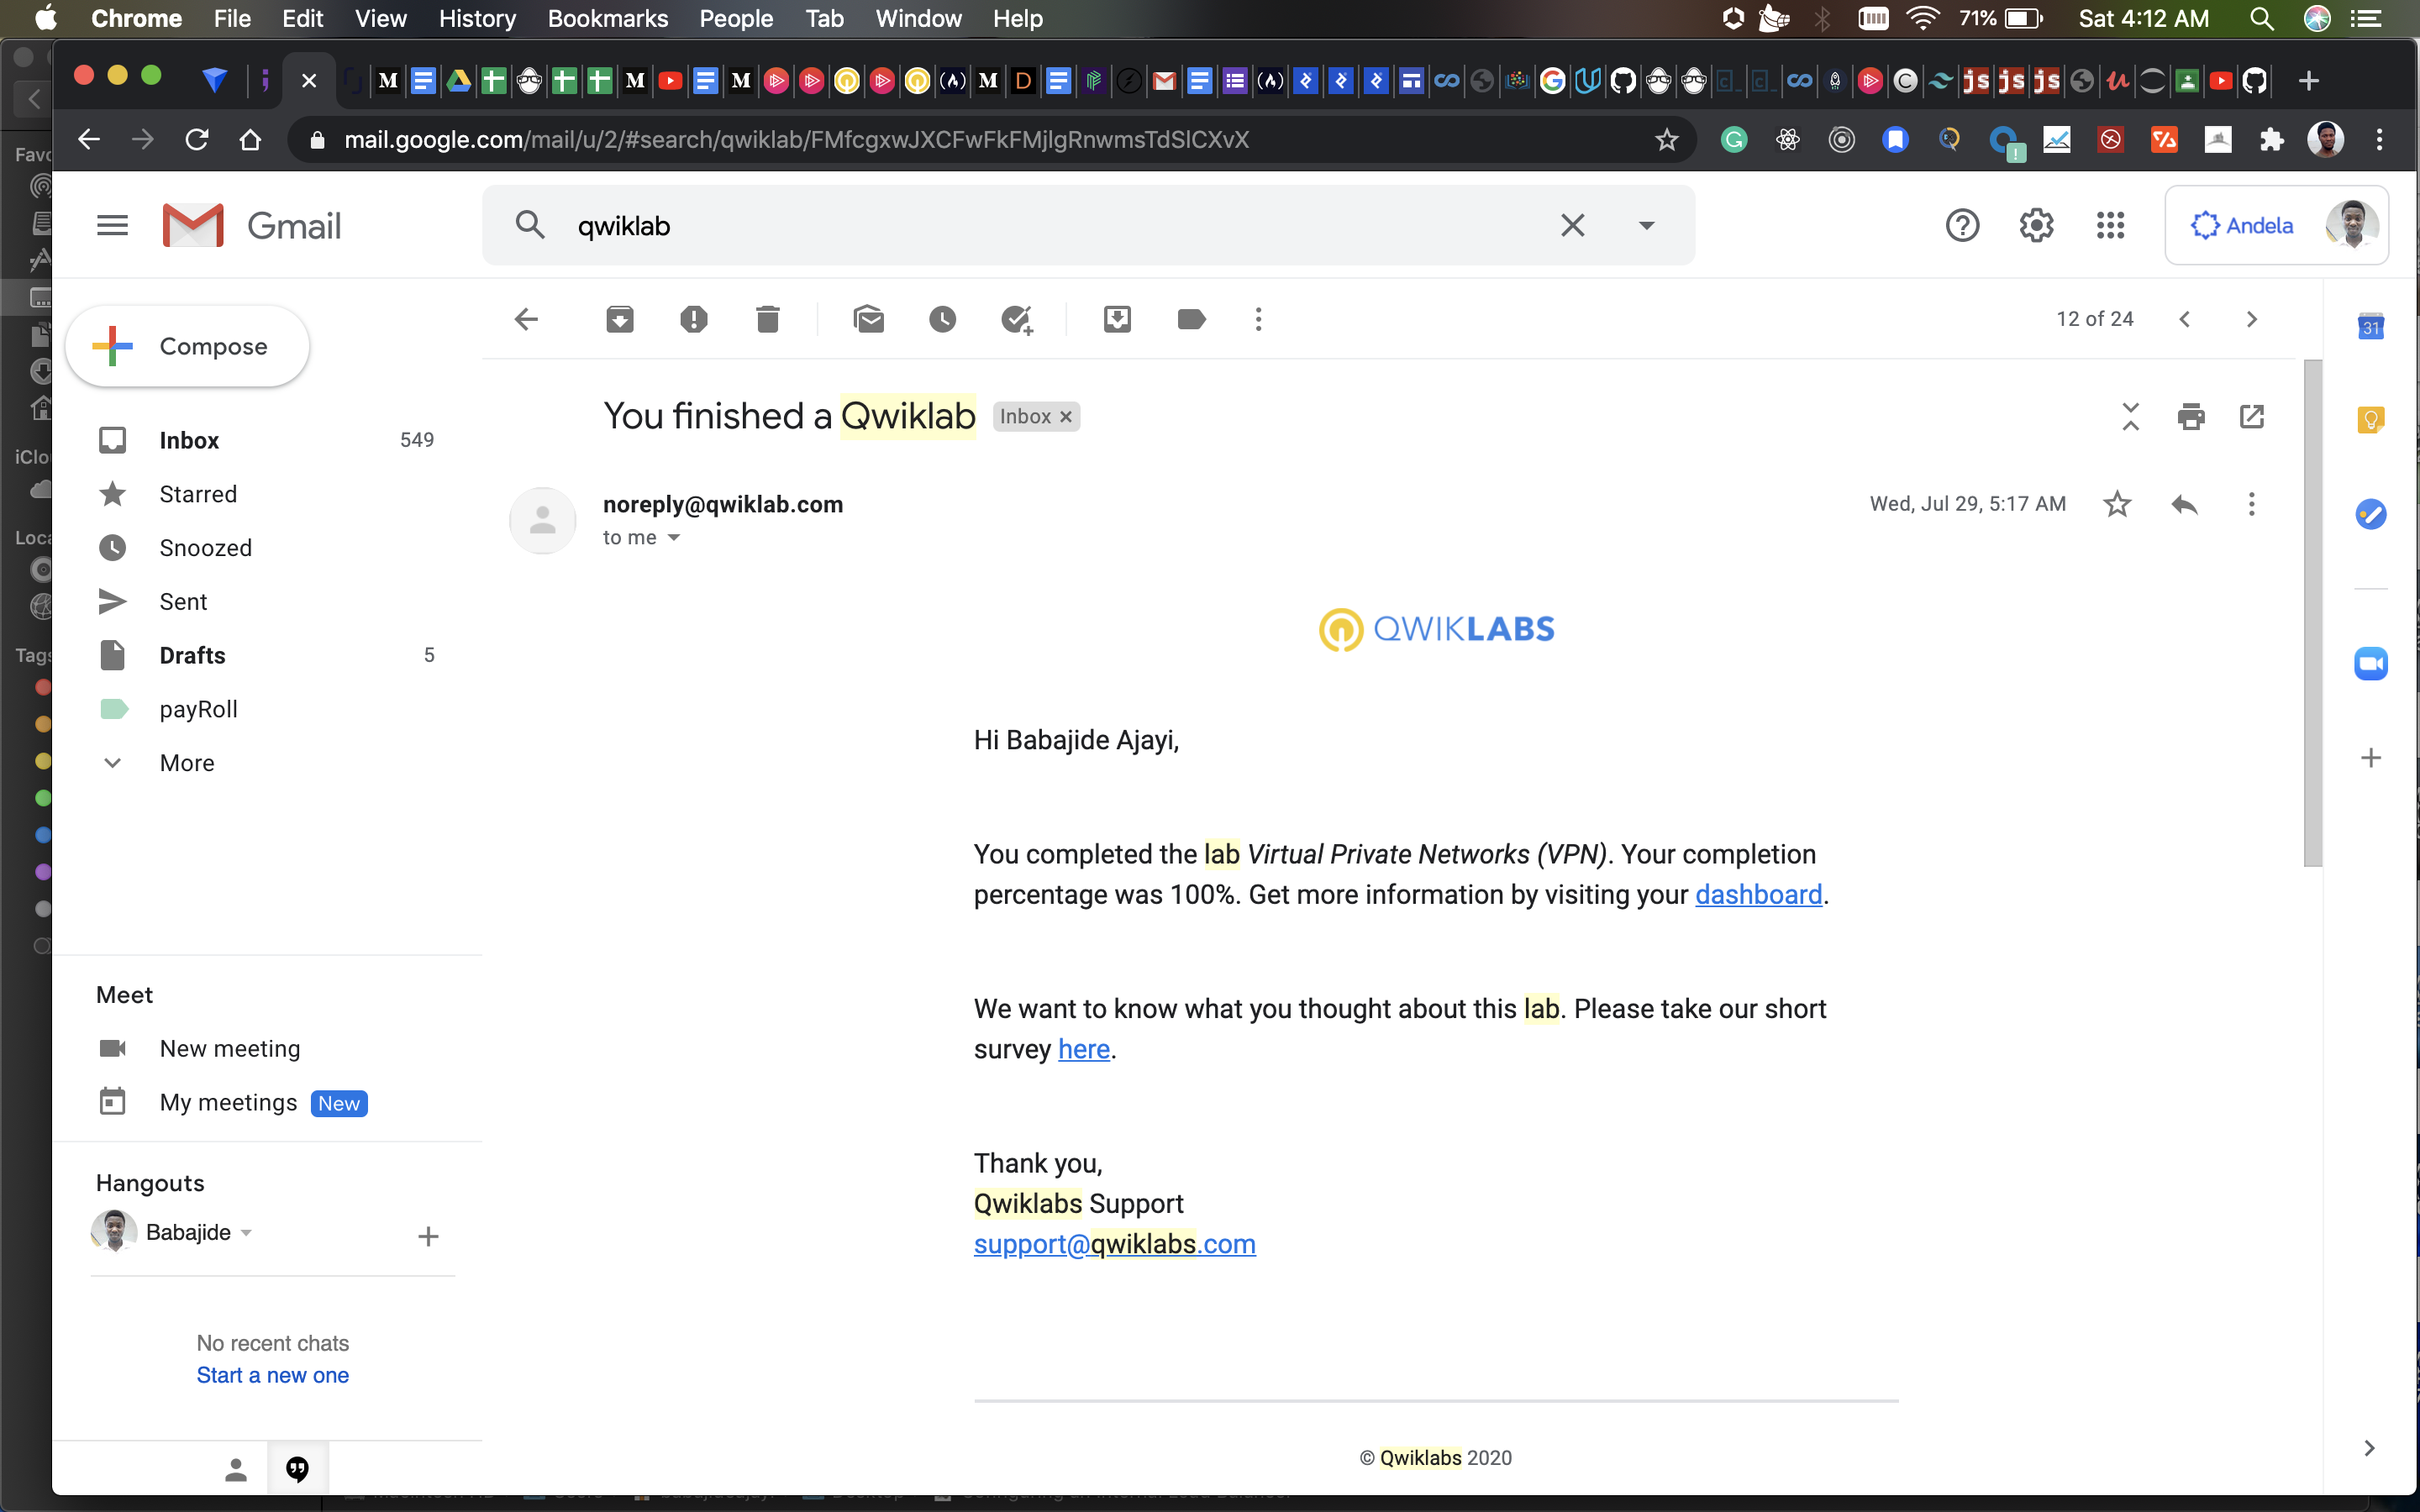 Chrome File Edit View History Bookmarks People Tab Window Help
71% Sat 4:12 AM
mail.google.com/mail/u/2/#search/qwiklab/FMfcgxwJXCFwFkFMjlgRnwmsTdSlCXvX
Gmail
qwiklab
Andela
Compose
12 of 24
31
Inbox 549
Starred
Snoozed
Sent
Drafts 5
payRoll
More
Meet
New meeting
My meetings New
Hangouts
Babajide
No recent chats
Start a new one
You finished a Qwiklab Inbox ×
noreply@qwiklab.com
to me
Wed, Jul 29, 5:17 AM
QWIKLABS
Hi Babajide Ajayi,
You completed the lab Virtual Private Networks (VPN). Your completion
percentage was 100%. Get more information by visiting your dashboard.
We want to know what you thought about this lab. Please take our short
survey here.
Thank you,
Qwiklabs Support
support@qwiklabs.com
© Qwiklabs 2020